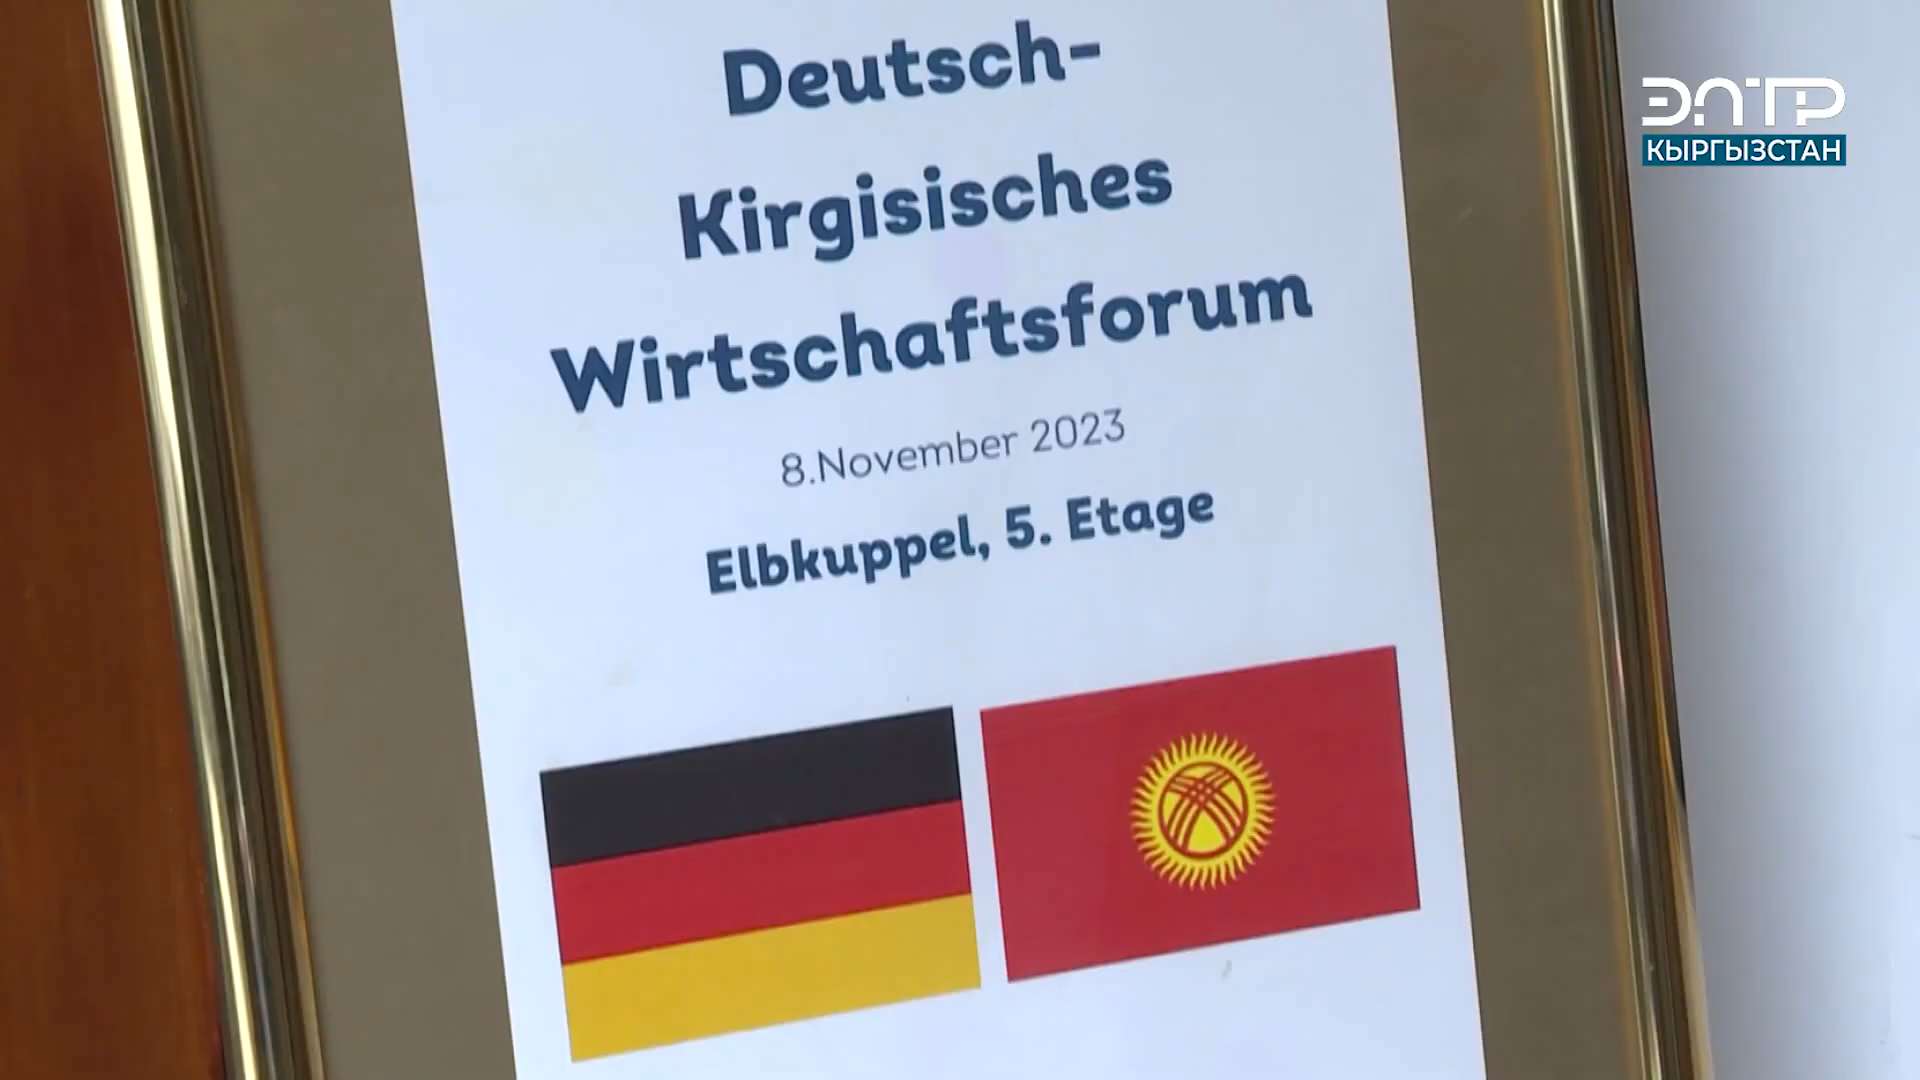 Deutsch-
Kirgisisches
Wirtschaftsforum
8.November 2023
Elbkuppel, 5. Etage
ЭЛТР
КЫРГЫЗСТАН